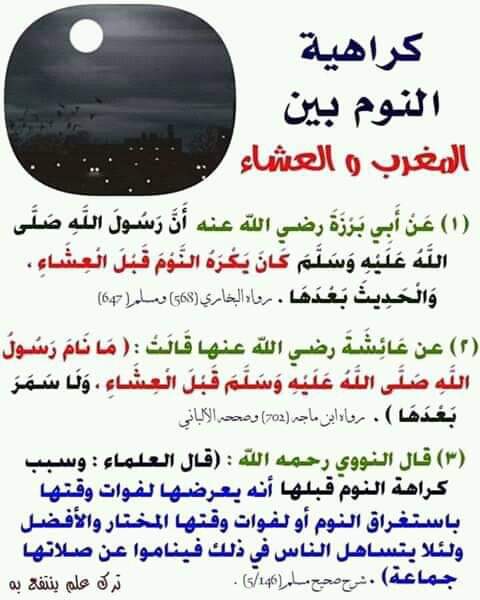 كراهية
النوم بين
المغرب و العشاء
(١) عَنْ أَبِي بَرْزَةَ رضي الله عنه أَنَّ رَسُولَ اللَّهِ صَلَّى
اللَّهُ عَلَيْهِ وَسَلَّمَ كَانَ يَكْرَهُ النَّوْمَ قَبْلَ الْعِشَاءِ ،
وَالْحَدِيثَ بَعْدَهَا . رواه البخاري (568) ومسلم (647)
(٢) عن عَائِشَةَ رضي الله عنها قَالَتْ : ( مَا نَامَ رَسُولُ
اللَّهِ صَلَّى اللَّهُ عَلَيْهِ وَسَلَّمَ قَبْلَ الْعِشَاءِ ، وَلَا سَمَرَ
بَعْدَهَا ) . رواه ابن ماجه (702) وصححه الألباني
(٣) قال النووي رحمه الله : (قال العلماء : وسبب
كراهة النوم قبلها أنه يعرضها لفوات وقتها
باستغراق النوم أو لفوات وقتها المختار والأفضل
ولئلا يتساهل الناس في ذلك فيناموا عن صلاتها
جماعة) . شرح صحيح مسلم (5/146) .
ترك علم ينتفع به